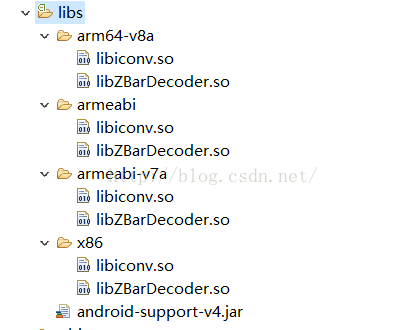 libs
arm64-v8a
libiconv.so
libZBarDecoder.so
armeabi
libiconv.so
libZBarDecoder.so
armeabi-v7a
http://blog.csdn.net/
libiconv.so
libZBarDecoder.so
x86
libiconv.so
libZBarDecoder.so
android-support-v4.jar